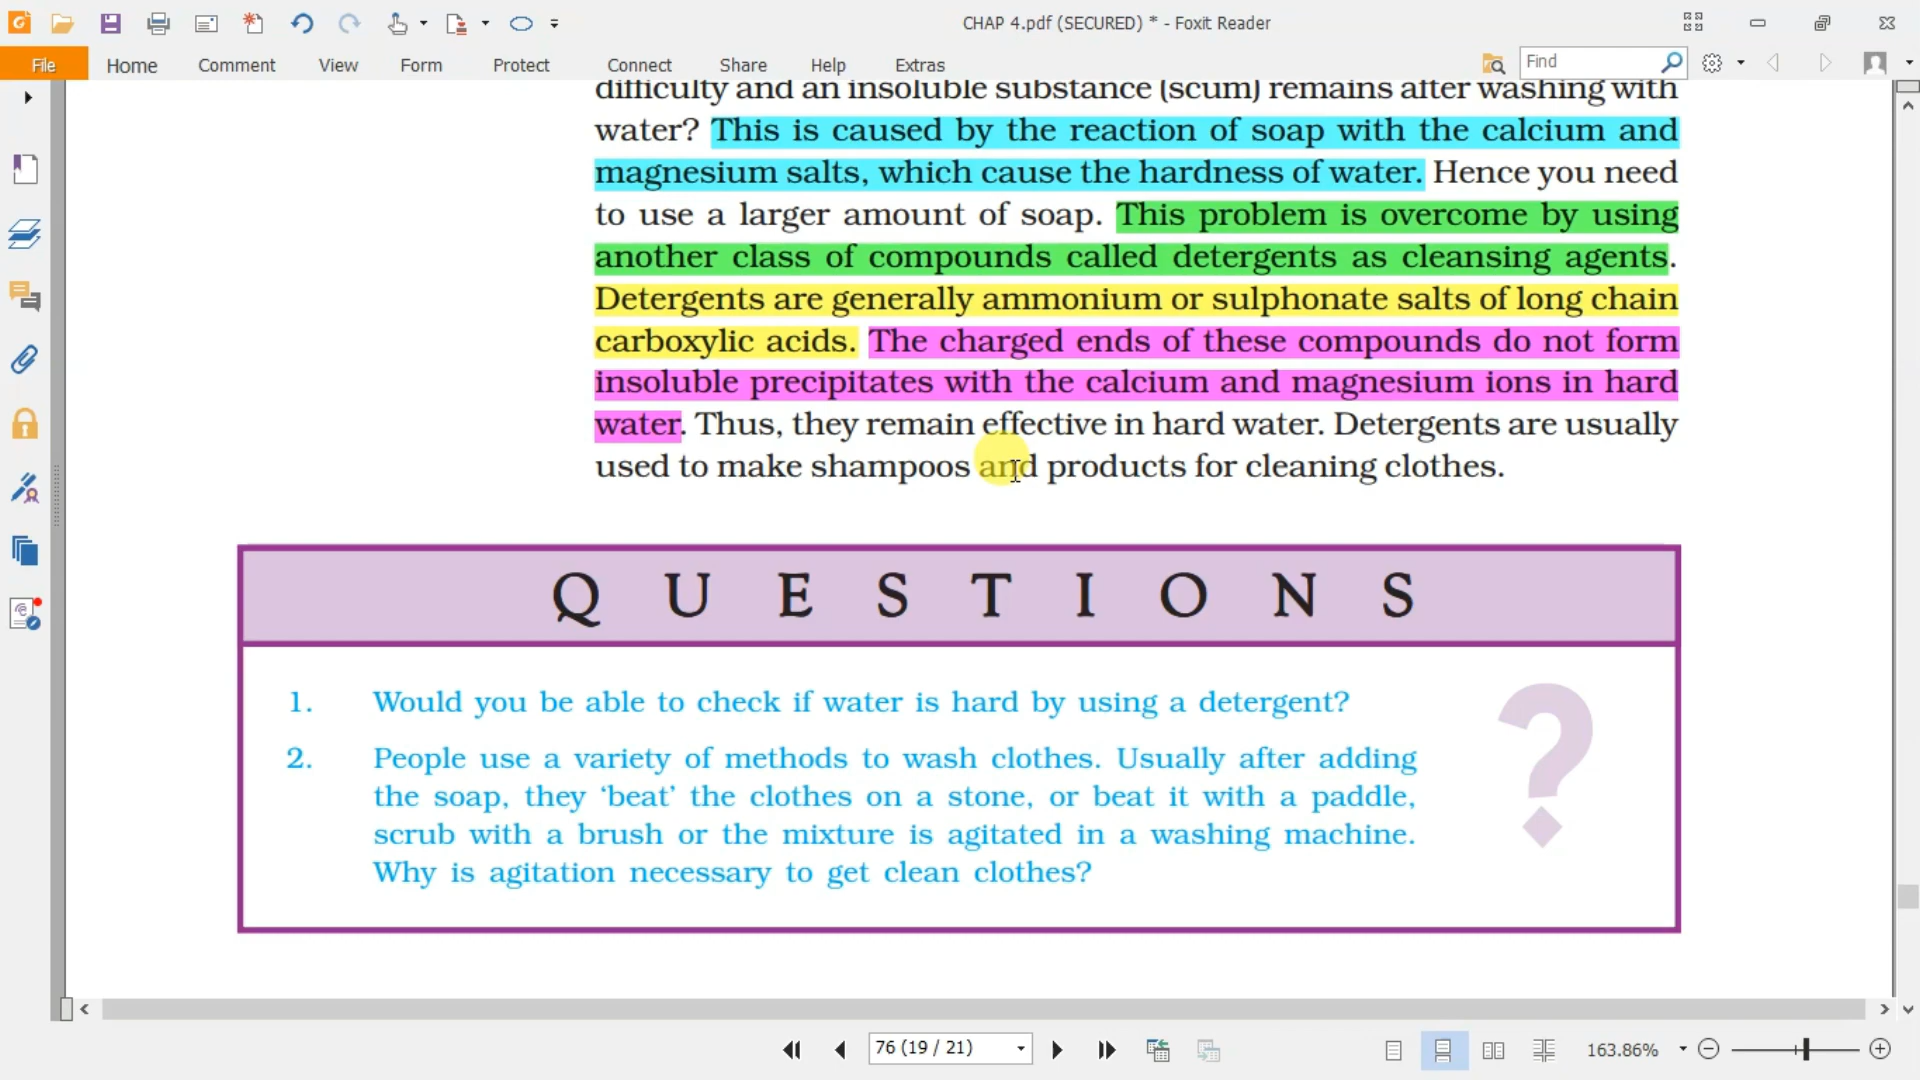 CHAP 4.pdf (SECURED) * - Foxit Reader
File Home Comment View Form Protect Connect Share Help Extras Find
difficulty and an insoluble substance (scum) remains after washing with
water? This is caused by the reaction of soap with the calcium and
magnesium salts, which cause the hardness of water. Hence you need
to use a larger amount of soap. This problem is overcome by using
another class of compounds called detergents as cleansing agents.
Detergents are generally ammonium or sulphonate salts of long chain
carboxylic acids. The charged ends of these compounds do not form
insoluble precipitates with the calcium and magnesium ions in hard
water. Thus, they remain effective in hard water. Detergents are usually
used to make shampoos and products for cleaning clothes.
QUESTIONS
1. Would you be able to check if water is hard by using a detergent?
2. People use a variety of methods to wash clothes. Usually after adding
the soap, they ‘beat’ the clothes on a stone, or beat it with a paddle,
scrub with a brush or the mixture is agitated in a washing machine.
Why is agitation necessary to get clean clothes?
?
76 (19 / 21) 163.86%